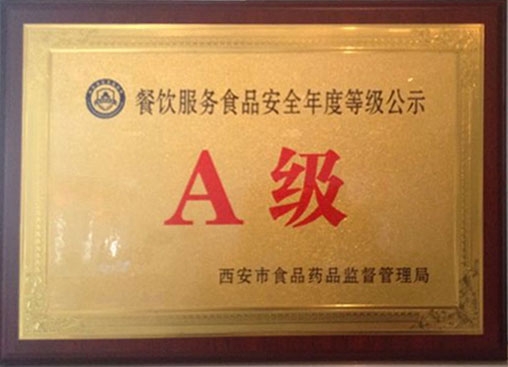 餐饮服务食品安全年度等级公示
A级
西安市食品药品监督管理局